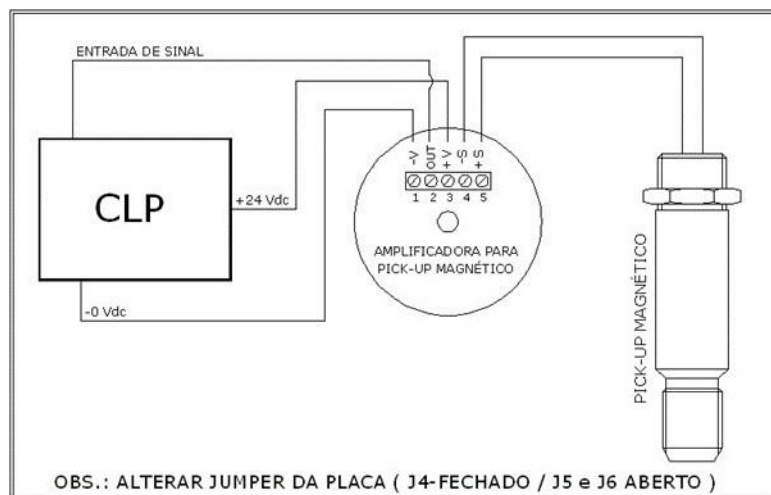 ENTRADA DE SINAL
CLP
+24 Vdc
-0 Vdc
-V
OUT
+V
-S
+S
1 2 3 4 5
AMPLIFICADORA PARA
PICK-UP MAGNÉTICO
PICK-UP MAGNÉTICO
OBS.: ALTERAR JUMPER DA PLACA ( J4-FECHADO / J5 e J6 ABERTO )